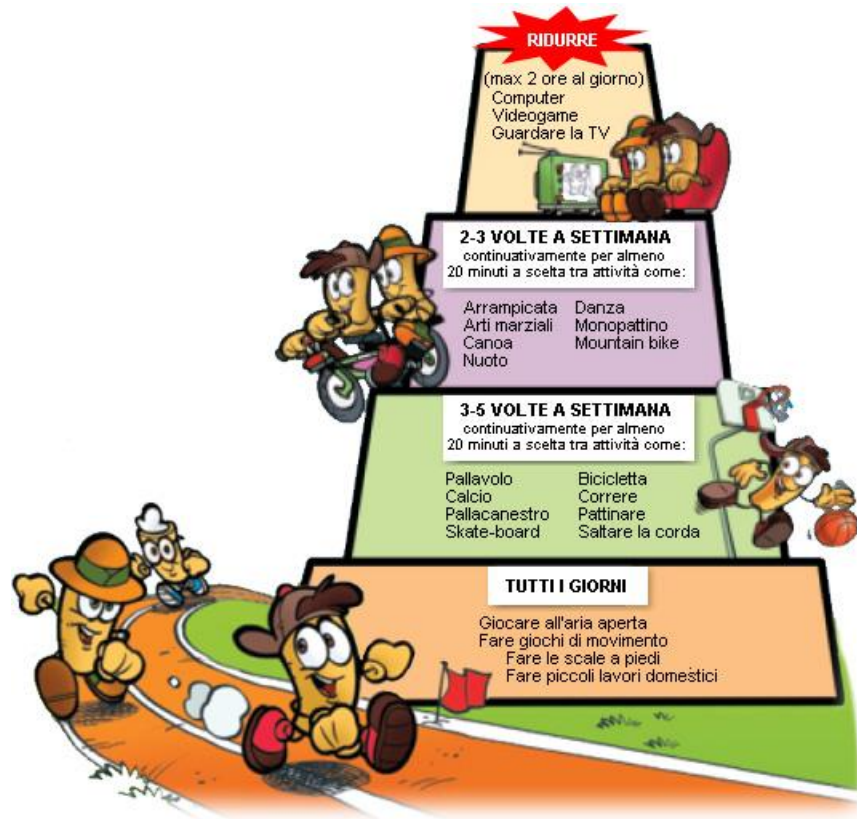 RIDURRE
(max 2 ore al giorno)
Computer
Videogame
Guardare la TV
2-3 VOLTE A SETTIMANA
continuativamente per almeno
20 minuti a scelta tra attività come:
Arrampicata Danza
Arti marziali Monopattino
Canoa Mountain bike
Nuoto
3-5 VOLTE A SETTIMANA
continuativamente per almeno
20 minuti a scelta tra attività come:
Pallavolo Bicicletta
Calcio Correre
Pallacanestro Pattinare
Skate-board Saltare la corda
TUTTI I GIORNI
Giocare all'aria aperta
Fare giochi di movimento
Fare le scale a piedi
Fare piccoli lavori domestici